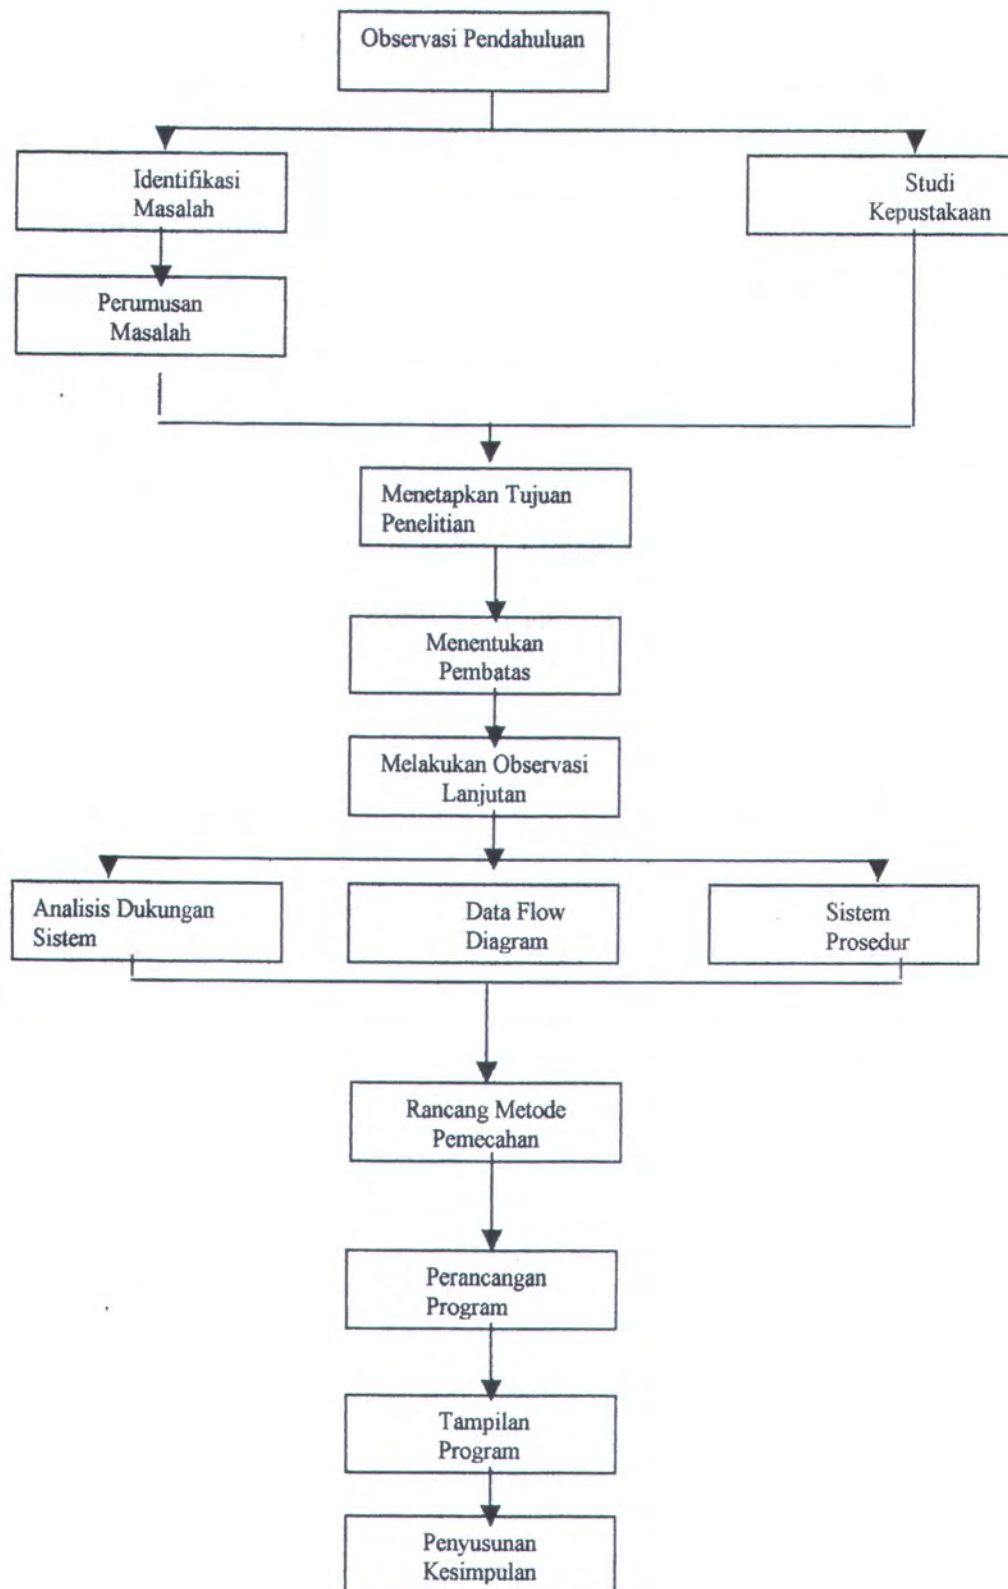 Observasi Pendahuluan
Identifikasi
Masalah
Studi
Kepustakaan
Perumusan
Masalah
Menetapkan Tujuan
Penelitian
Menentukan
Pembatas
Melakukan Observasi
Lanjutan
Analisis Dukungan
Sistem
Data Flow
Diagram
Sistem
Prosedur
Rancang Metode
Pemecahan
Perancangan
Program
Tampilan
Program
Penyusunan
Kesimpulan